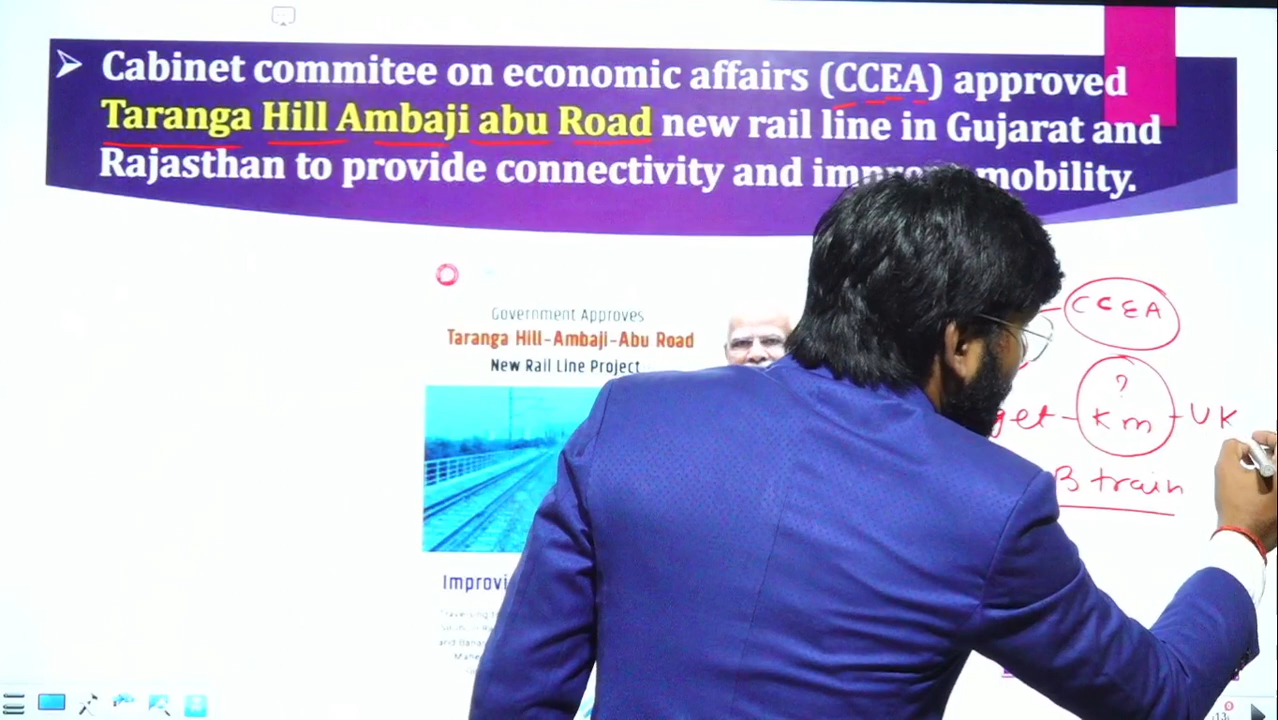 Cabinet commitee on economic affairs (CCEA) approved
Taranga Hill Ambaji abu Road new rail line in Gujarat and
Rajasthan to provide connectivity and mobility.
CCEA
Government Approves
Taranga Hill-Ambaji-Abu Road
New Rail Line Project
?
get - Km - UK
B train
Improvi